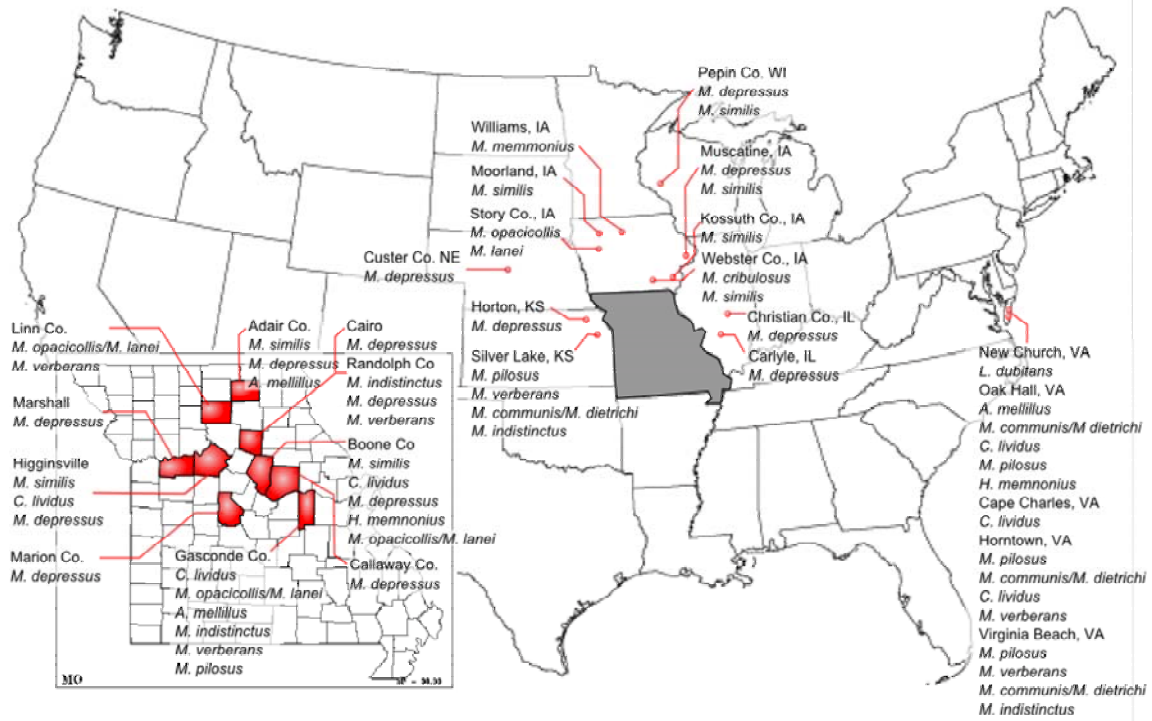 Pepin Co. WI
M. depressus
M. similis
Williams, IA
M. memmonius
Moorland, IA
M. similis
Story Co., IA
M. opacicollis
M. lanei
Muscatine, IA
M. depressus
M. similis
Kossuth Co., IA
M. similis
Webster Co., IA
M. cribulosus
M. similis
Custer Co. NE
M. depressus
Horton, KS
M. depressus
Silver Lake, KS
M. pilosus
M. verberans
M. communis/M. dietrichi
M. indistinctus
Christian Co., IL
M. depressus
Carlyle, IL
M. depressus
New Church, VA
L. dubitans
Oak Hall, VA
A. mellillus
M. communis/M dietrichi
C. lividus
M. pilosus
H. memnonius
Cape Charles, VA
C. lividus
Horntown, VA
M. pilosus
M. communis/M. dietrichi
C. lividus
M. verberans
Virginia Beach, VA
M. pilosus
M. verberans
M. communis/M. dietrichi
M. indistinctus
Linn Co.
M. opacicollis/M. lanei
M. verberans
Adair Co.
M. similis
M. depressus
A. mellillus
Cairo
M. depressus
Randolph Co
M. indistinctus
M. depressus
M. verberans
Marshall
M. depressus
Boone Co
M. similis
C. lividus
M. depressus
H. memnonius
M. opacicollis/M. lanei
Higginsville
M. similis
C. lividus
M. depressus
Marion Co.
M. depressus
Gasconde Co.
C. lividus
M. opacicollis/M. lanei
A. mellillus
M. indistinctus
M. verberans
M. pilosus
Callaway Co.
M. depressus
MO